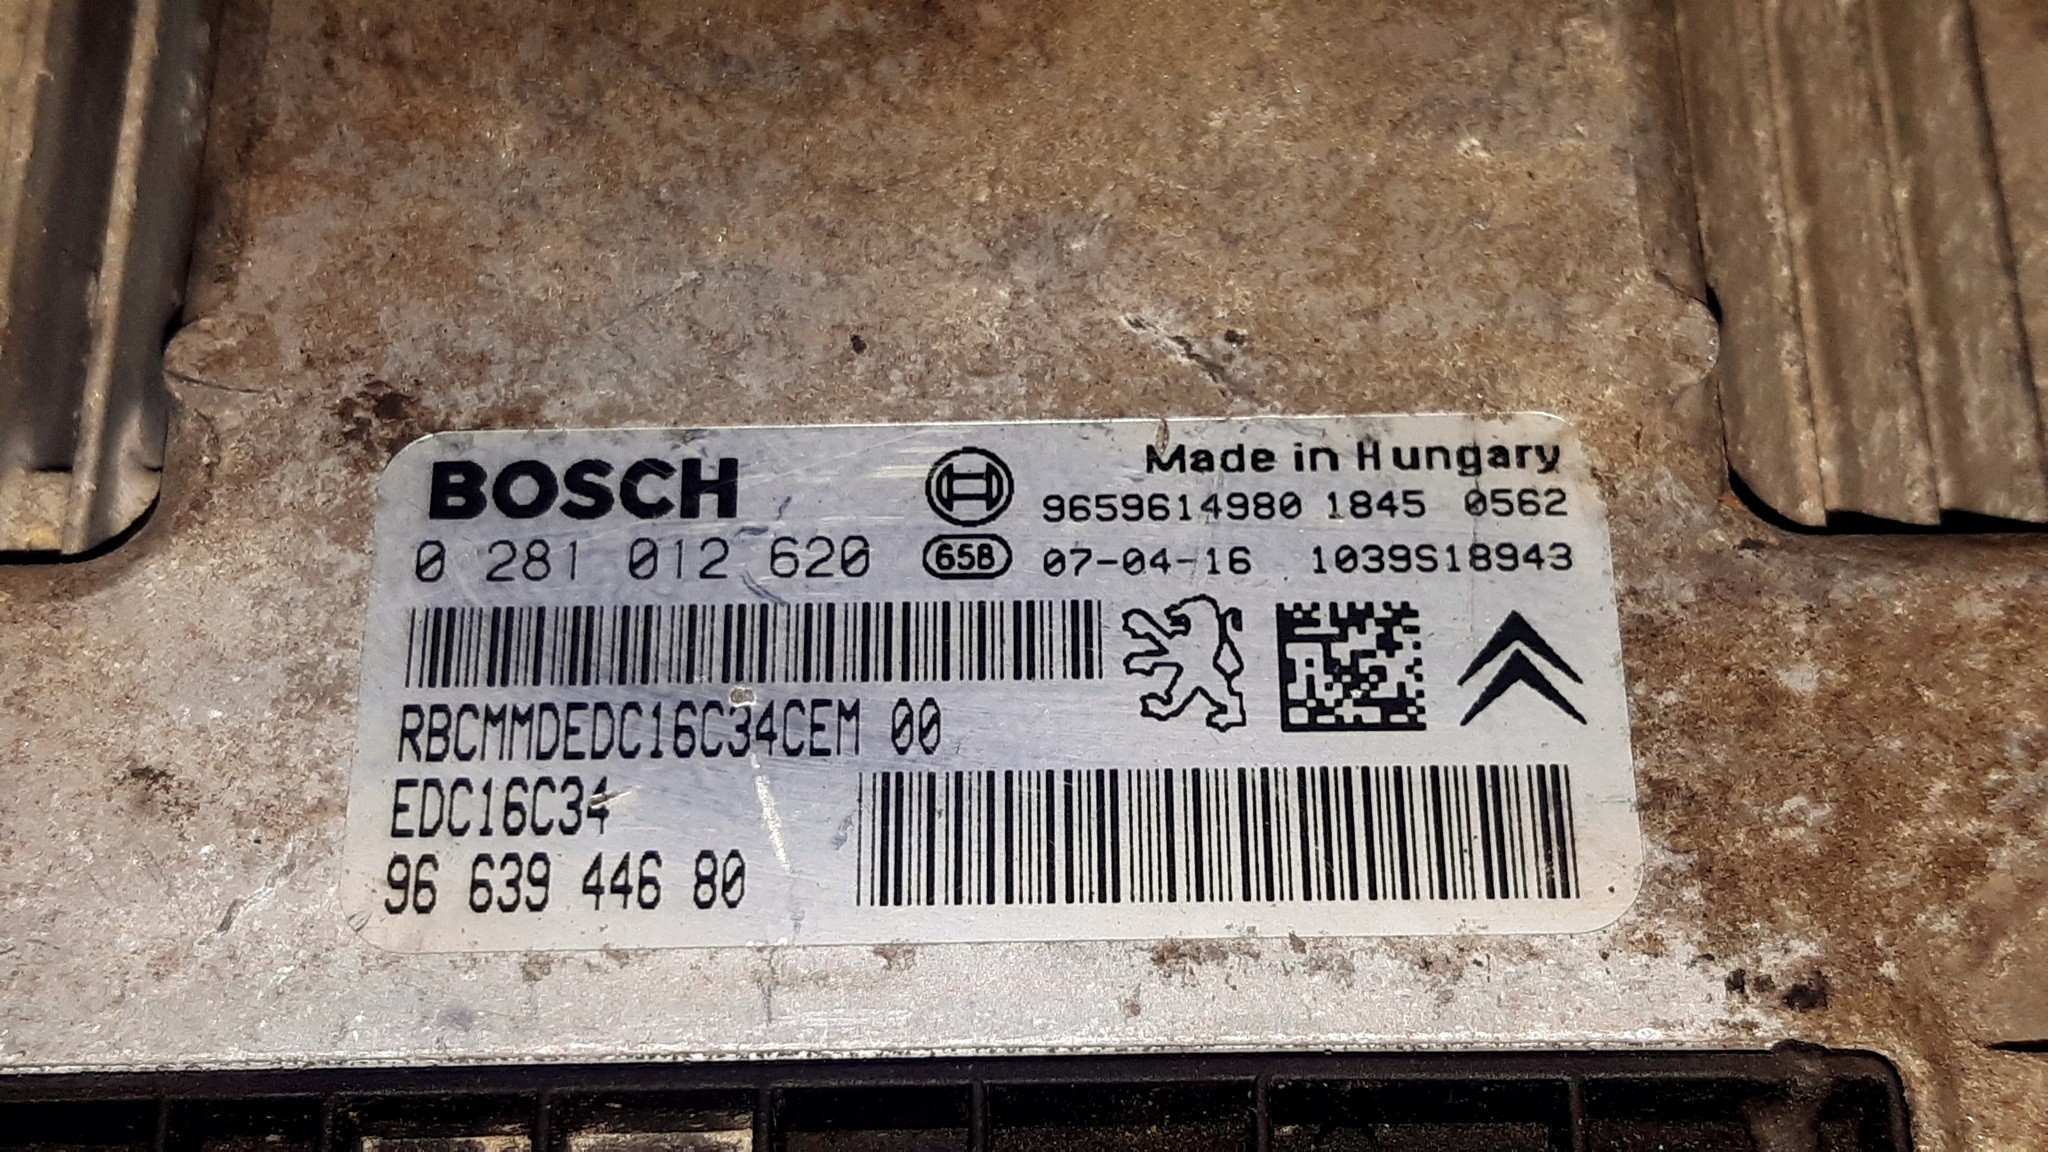 BOSCH
Made in Hungary
9659614980 1845 0562
0 281 012 620
65B
07-04-16 1039S18943
RBCMMDEDC16C34CEM 00
EDC16C34
96 639 446 80